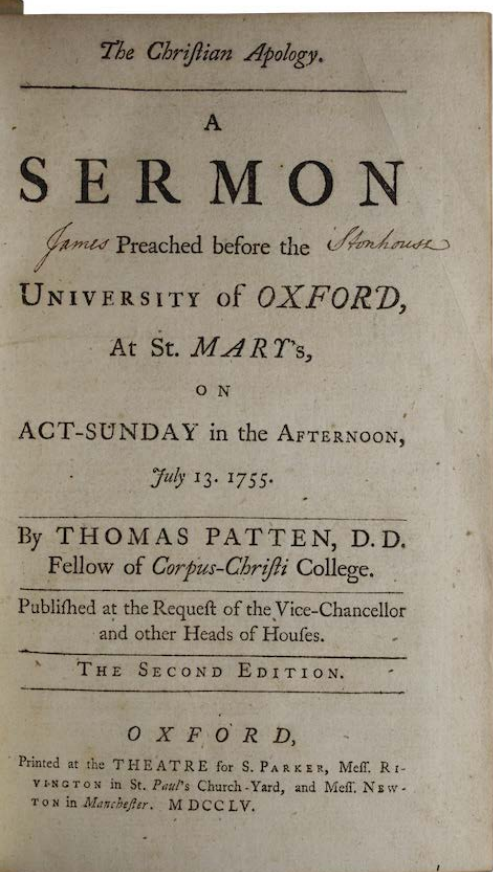 The Chriſtian Apology.
A
SERMON
James Preached before the Stonhouse
UNIVERSITY of OXFORD,
At St. MARY's,
ON
ACT-SUNDAY in the AFTERNOON,
July 13. 1755.
By THOMAS PATTEN, D.D.
Fellow of Corpus-Chriſti College.
Publiſhed at the Requeſt of the Vice-Chancellor
and other Heads of Houſes.
THE SECOND EDITION.
OXFORD,
Printed at the THEATRE for S. PARKER, Meſſ. RI-
VINGTON in St. Paul's Church-Yard, and Meſſ. NEW-
TON in Mancheſter. MDCCLV.